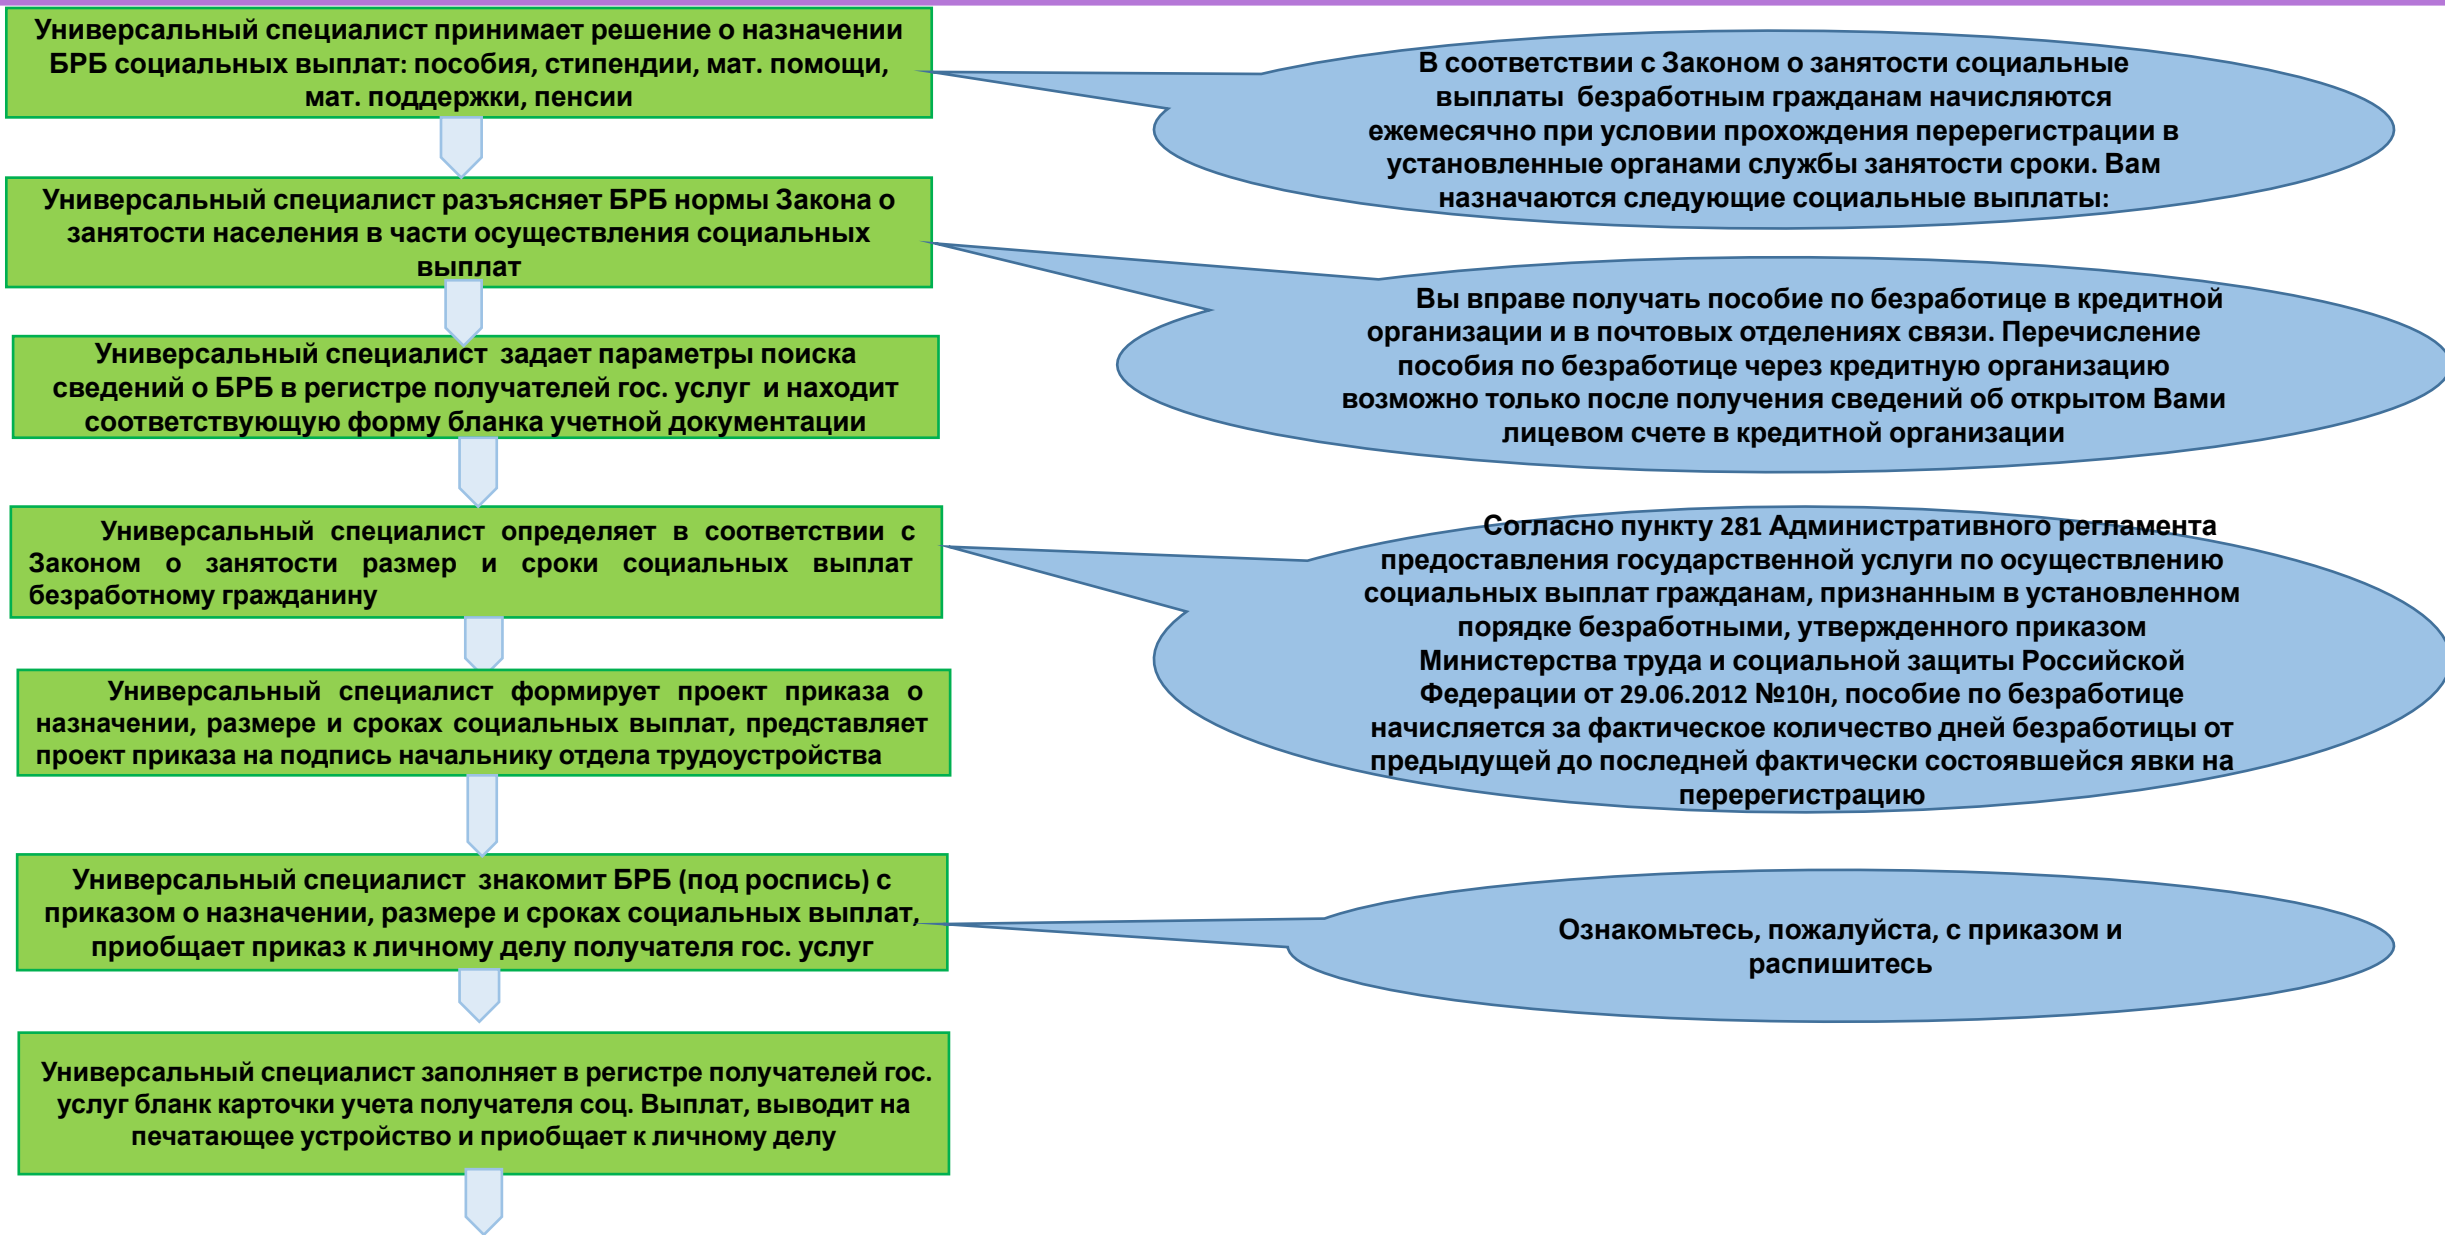 Универсальный специалист принимает решение о назначении
БРБ социальных выплат: пособия, стипендии, мат. помощи,
мат. поддержки, пенсии
В соответствии с Законом о занятости социальные
выплаты безработным гражданам начисляются
ежемесячно при условии прохождения перерегистрации в
установленные органами службы занятости сроки. Вам
назначаются следующие социальные выплаты:
Универсальный специалист разъясняет БРБ нормы Закона о
занятости населения в части осуществления социальных
выплат
Вы вправе получать пособие по безработице в кредитной
организации и в почтовых отделениях связи. Перечисление
пособия по безработице через кредитную организацию
возможно только после получения сведений об открытом Вами
лицевом счете в кредитной организации
Универсальный специалист задает параметры поиска
сведений о БРБ в регистре получателей гос. услуг и находит
соответствующую форму бланка учетной документации
Универсальный специалист определяет в соответствии с
Законом о занятости размер и сроки социальных выплат
безработному гражданину
Согласно пункту 281 Административного регламента
предоставления государственной услуги по осуществлению
социальных выплат гражданам, признанным в установленном
порядке безработными, утвержденного приказом
Министерства труда и социальной защиты Российской
Федерации от 29.06.2012 №10н, пособие по безработице
начисляется за фактическое количество дней безработицы от
предыдущей до последней фактически состоявшейся явки на
перерегистрацию
Универсальный специалист формирует проект приказа о
назначении, размере и сроках социальных выплат, представляет
проект приказа на подпись начальнику отдела трудоустройства
Универсальный специалист знакомит БРБ (под роспись) с
приказом о назначении, размере и сроках социальных выплат,
приобщает приказ к личному делу получателя гос. услуг
Ознакомьтесь, пожалуйста, с приказом и
распишитесь
Универсальный специалист заполняет в регистре получателей гос.
услуг бланк карточки учета получателя соц. Выплат, выводит на
печатающее устройство и приобщает к личному делу